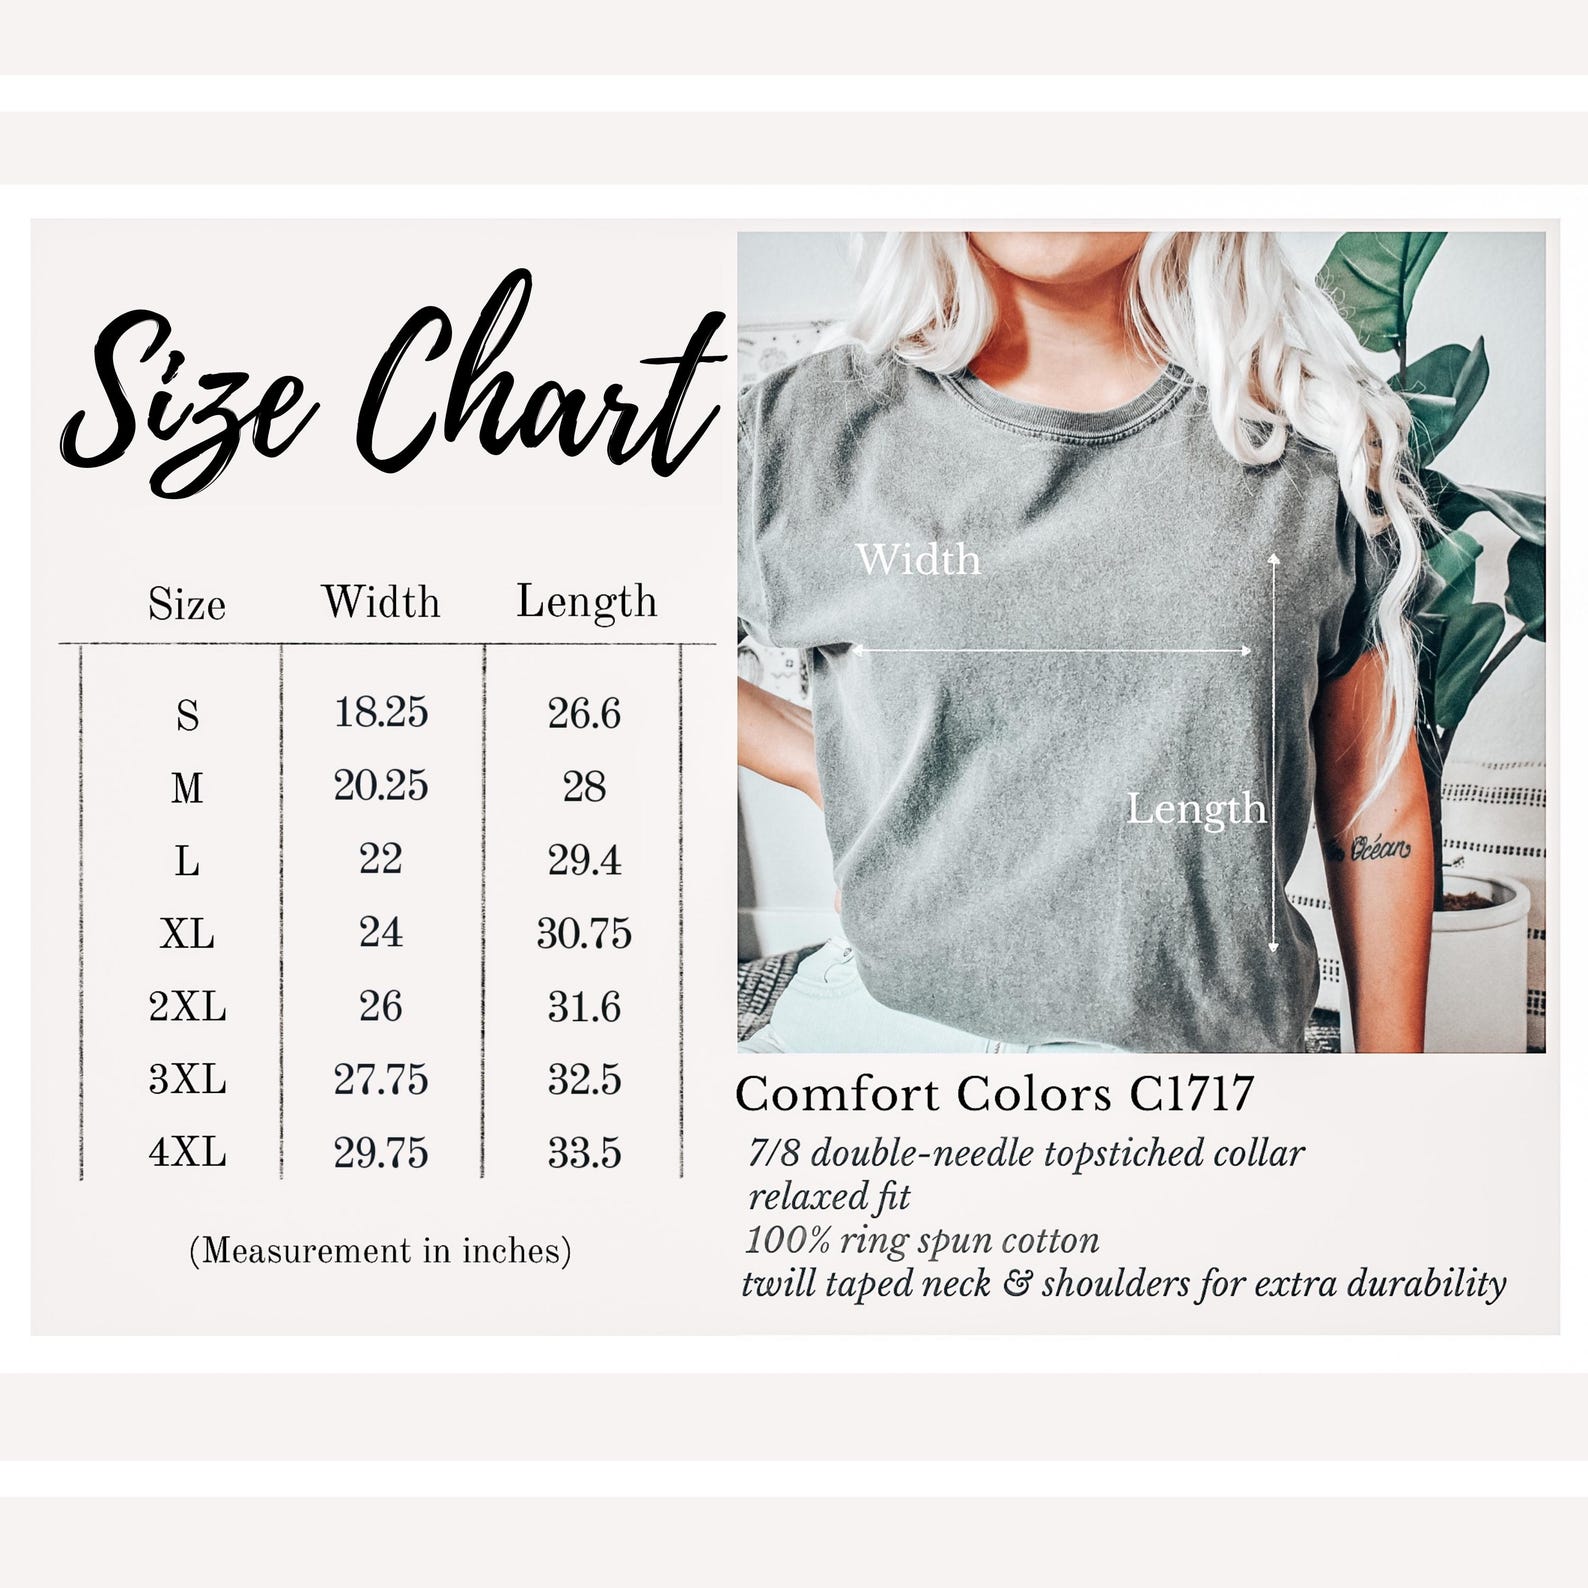 Size Chart
Size Width Length
S 18.25 26.6
M 20.25 28
L 22 29.4
XL 24 30.75
2XL 26 31.6
3XL 27.75 32.5
4XL 29.75 33.5
(Measurement in inches)
Width
Length
Océan
Comfort Colors C1717
7/8 double-needle topstiched collar
relaxed fit
100% ring spun cotton
twill taped neck & shoulders for extra durability